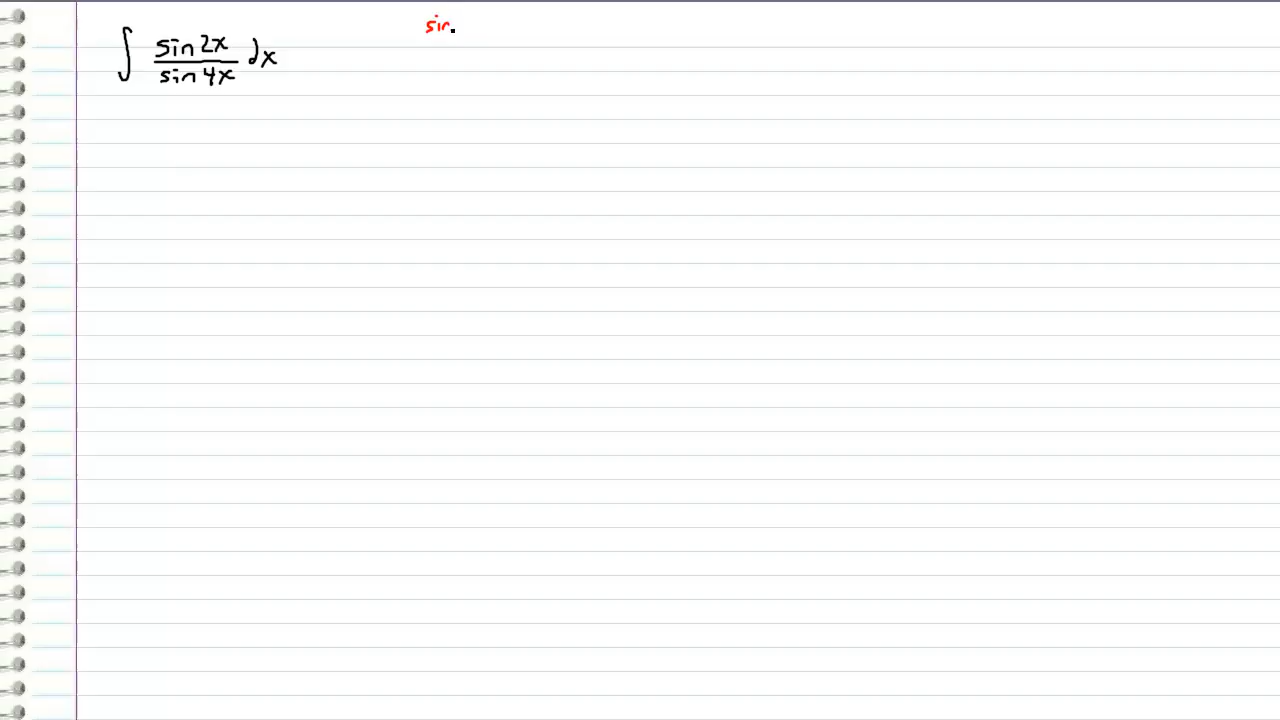 sin
∫ sin 2x / sin 4x dx